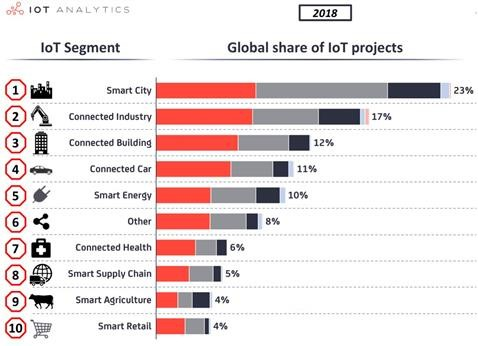 IOT ANALYTICS
2018
IoT Segment Global share of IoT projects
1 Smart City 23%
2 Connected Industry 17%
3 Connected Building 12%
4 Connected Car 11%
5 Smart Energy 10%
6 Other 8%
7 Connected Health 6%
8 Smart Supply Chain 5%
9 Smart Agriculture 4%
10 Smart Retail 4%